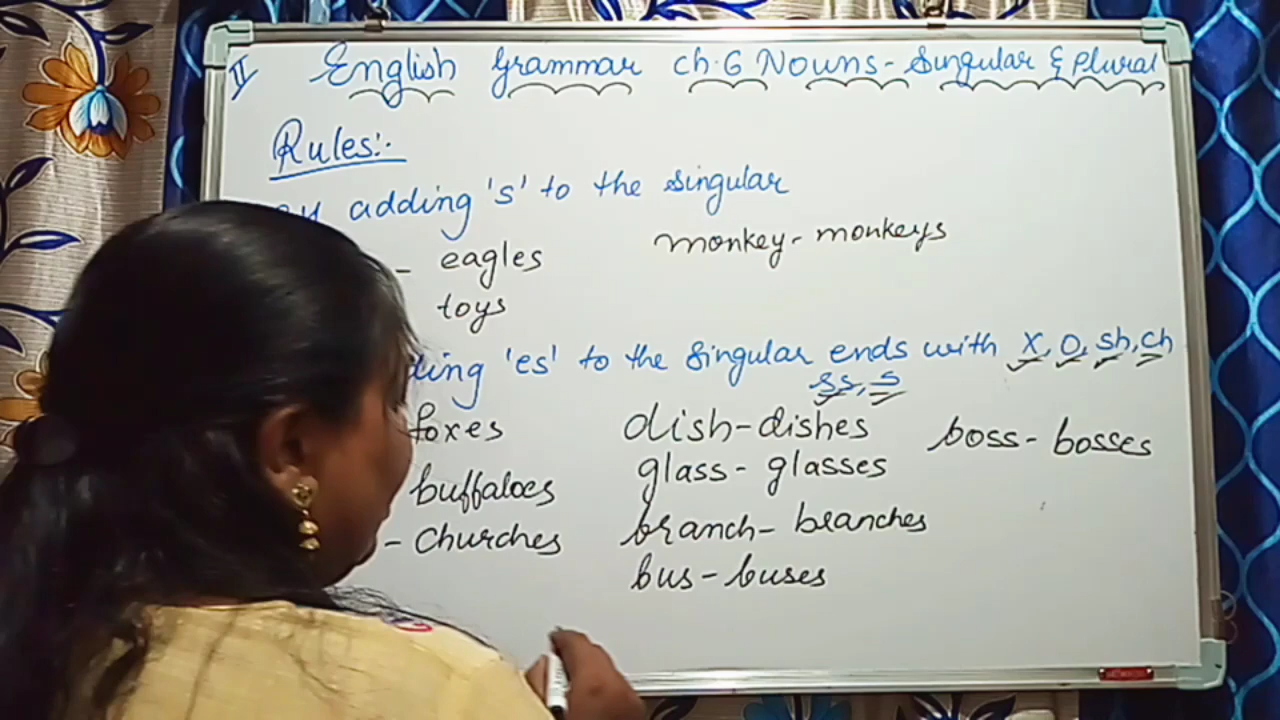 II English Grammar ch.6 Nouns - Singular & Plural
Rules:-
adding 's' to the singular
- eagles monkey - monkeys
toys
'es' to the singular ends with x, o, sh, ch
ss, s
foxes dish - dishes boss - bosses
buffaloes glass - glasses
- churches branch - branches
bus - buses